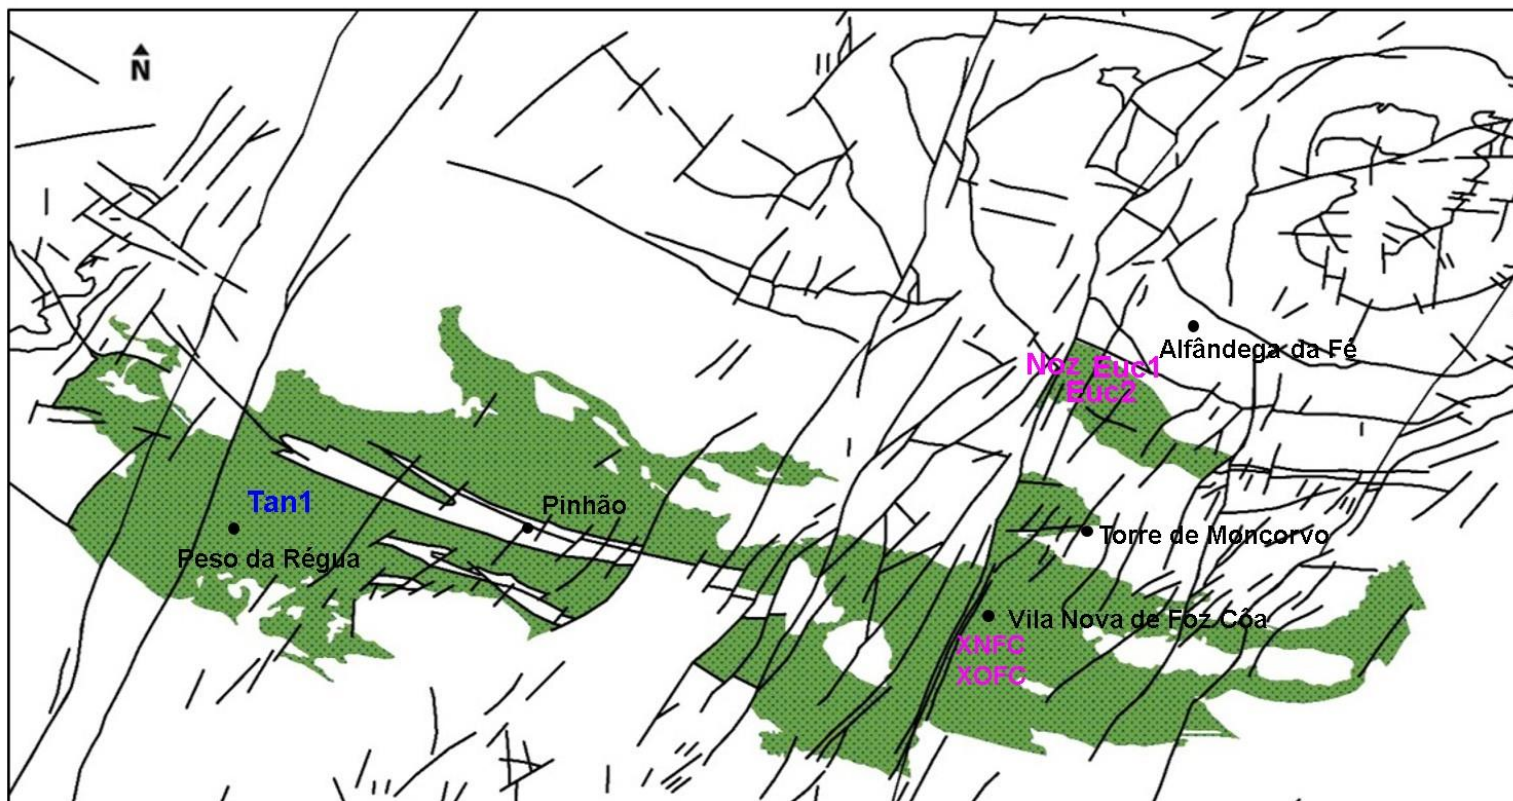 N
Alfândega da Fé
Noz Euc1
Euc2
Tan1
Pinhão
Torre de Moncorvo
Peso da Régua
Vila Nova de Foz Côa
XNFC
XOFC